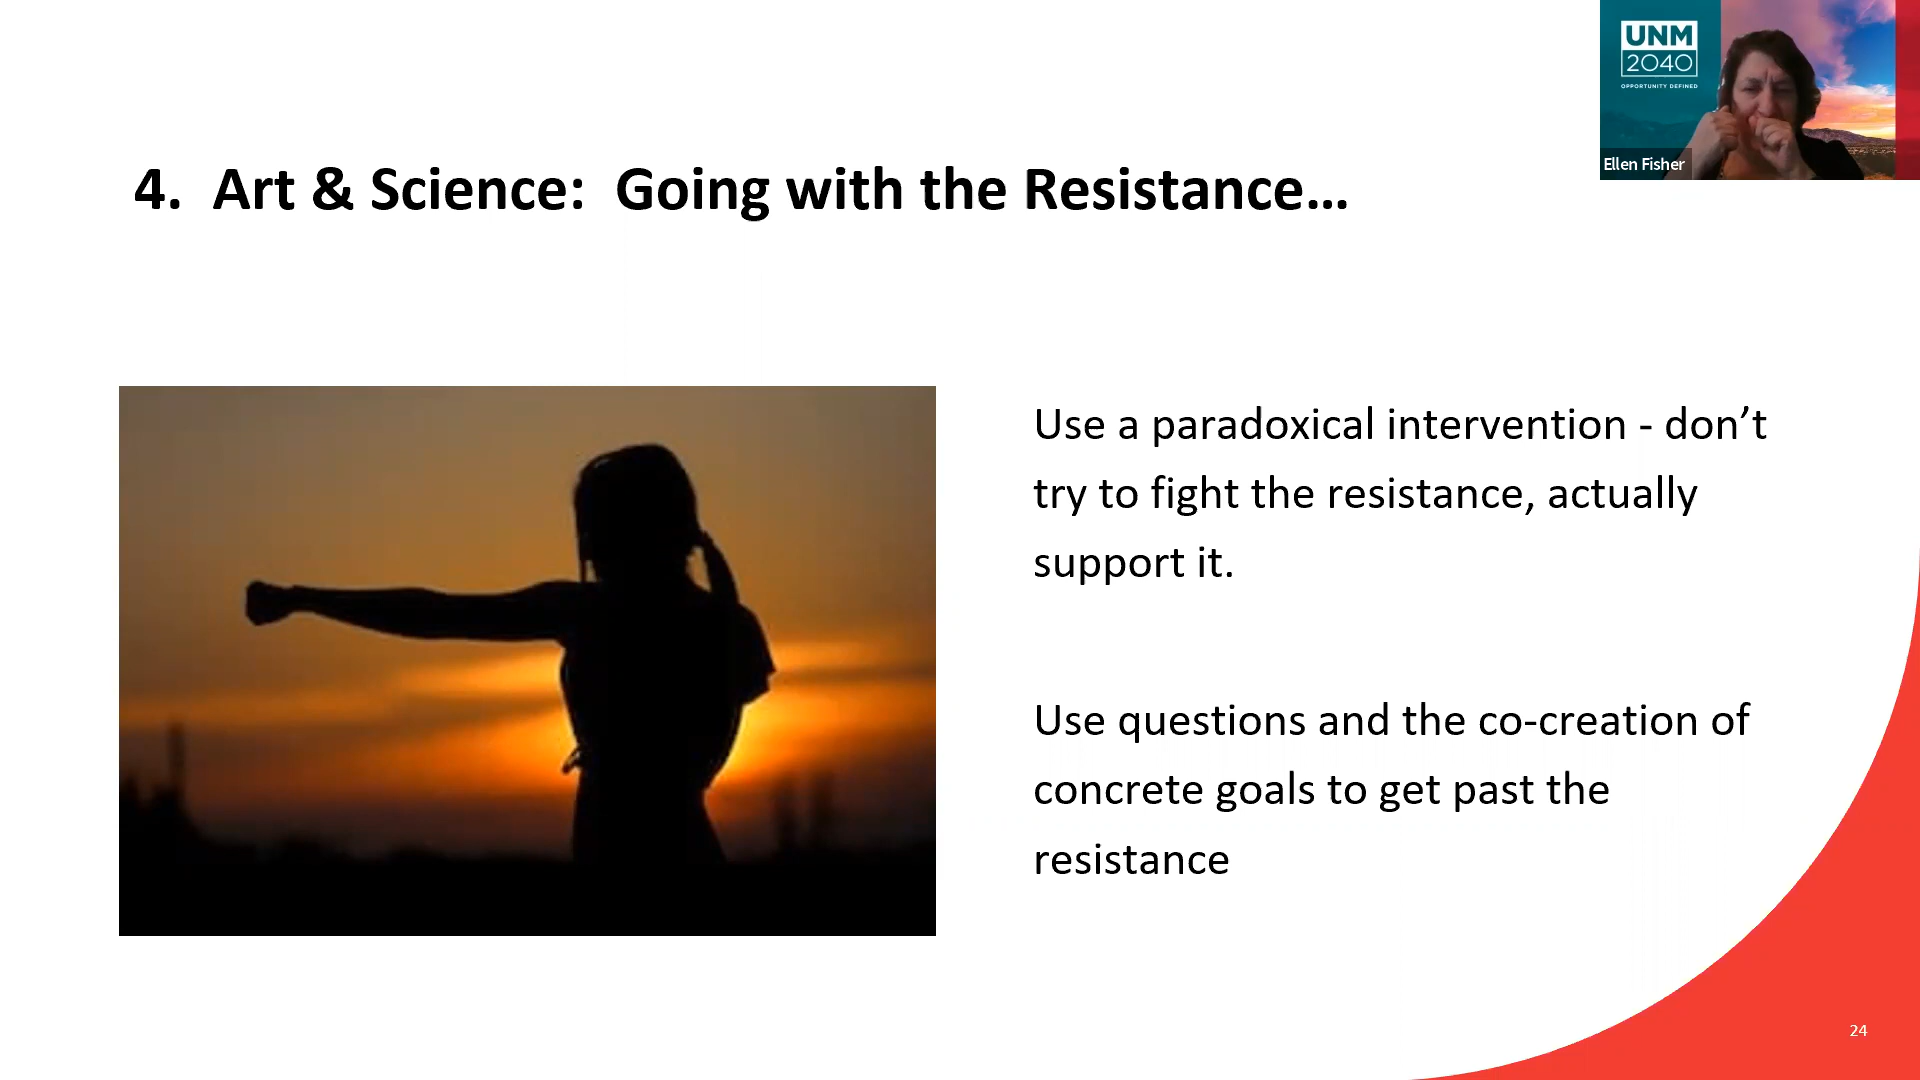 UNM
2040
OPPORTUNITY DEFINED
Ellen Fisher
4. Art & Science: Going with the Resistance…
Use a paradoxical intervention - don’t
try to fight the resistance, actually
support it.
Use questions and the co-creation of
concrete goals to get past the
resistance
24